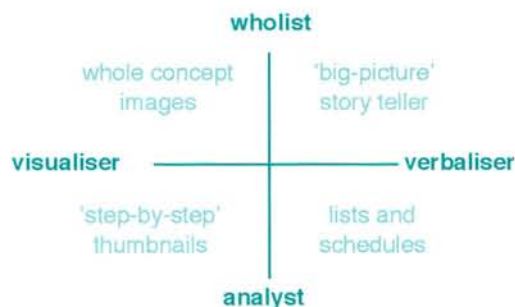 wholist
whole concept
images
'big-picture'
story teller
visualiser
verbaliser
'step-by-step'
thumbnails
lists and
schedules
analyst